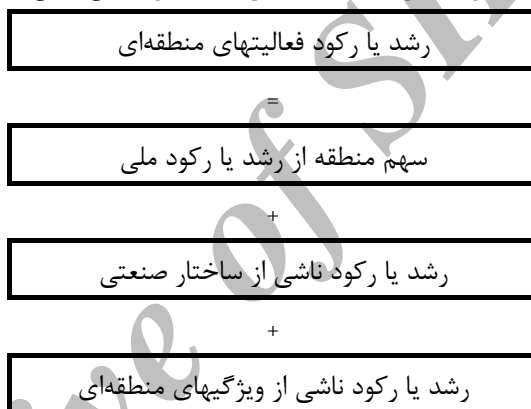 رشد یا رکود فعالیتهای منطقه‌ای
=
سهم منطقه از رشد یا رکود ملی
+
رشد یا رکود ناشی از ساختار صنعتی
+
رشد یا رکود ناشی از ویژگیهای منطقه‌ای